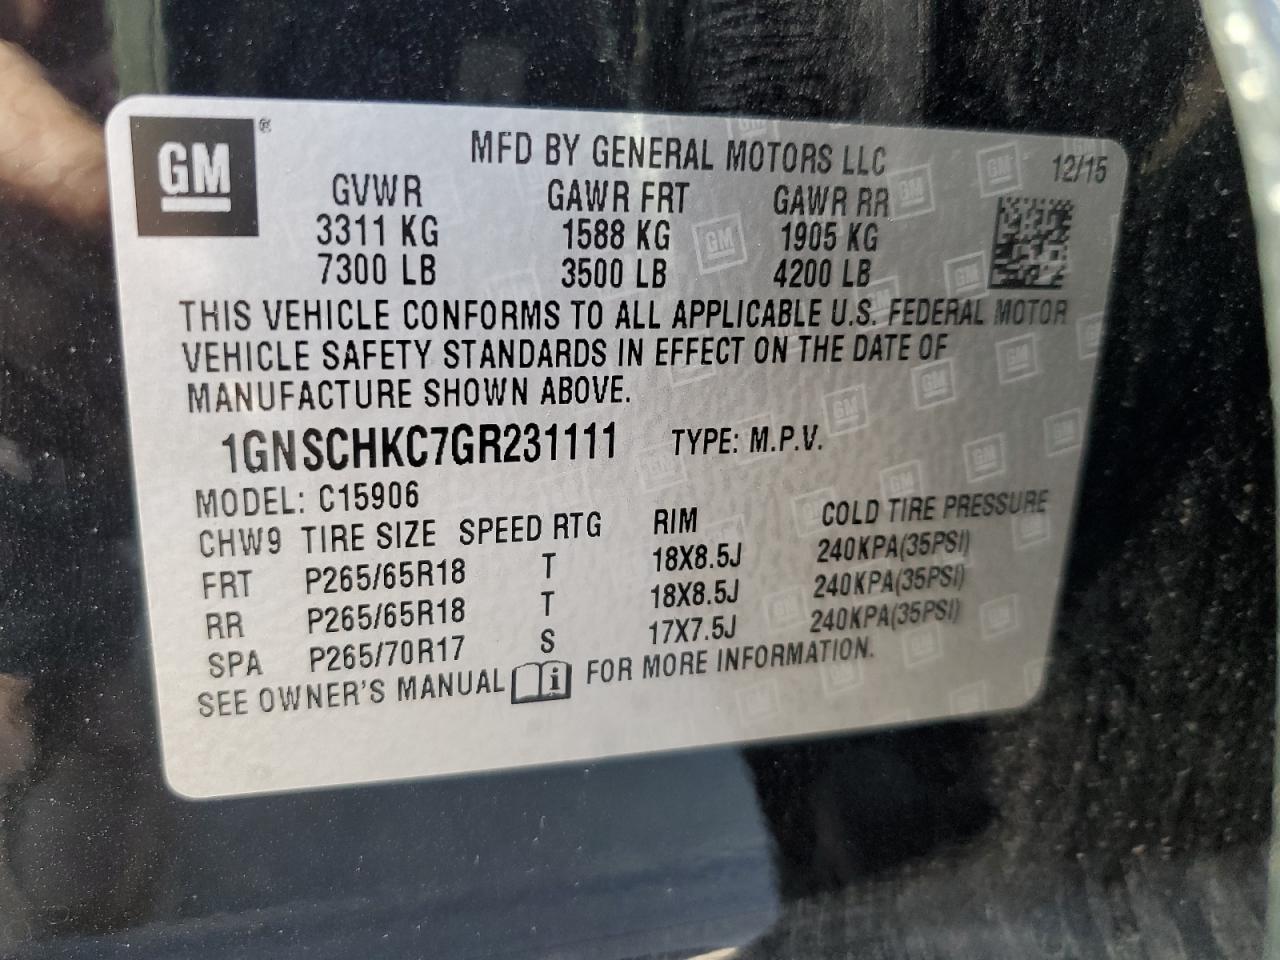 GM ®
MFD BY GENERAL MOTORS LLC 12/15
GVWR GAWR FRT GAWR RR
3311 KG 1588 KG 1905 KG
7300 LB 3500 LB 4200 LB
THIS VEHICLE CONFORMS TO ALL APPLICABLE U.S. FEDERAL MOTOR
VEHICLE SAFETY STANDARDS IN EFFECT ON THE DATE OF
MANUFACTURE SHOWN ABOVE.
1GNSCHKC7GR231111 TYPE: M.P.V.
MODEL: C15906
CHW9 TIRE SIZE SPEED RTG RIM COLD TIRE PRESSURE
FRT P265/65R18 T 18X8.5J 240KPA(35PSI)
RR P265/65R18 T 18X8.5J 240KPA(35PSI)
SPA P265/70R17 S 17X7.5J 240KPA(35PSI)
SEE OWNER'S MANUAL i FOR MORE INFORMATION.